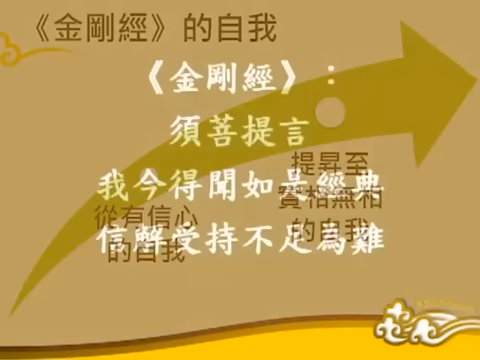 《金剛經》的自我
《金剛經》：
須菩提言
我今得聞如是經典
信解受持不足為難
從有信心
的自我
提昇至
實相無相
的自我